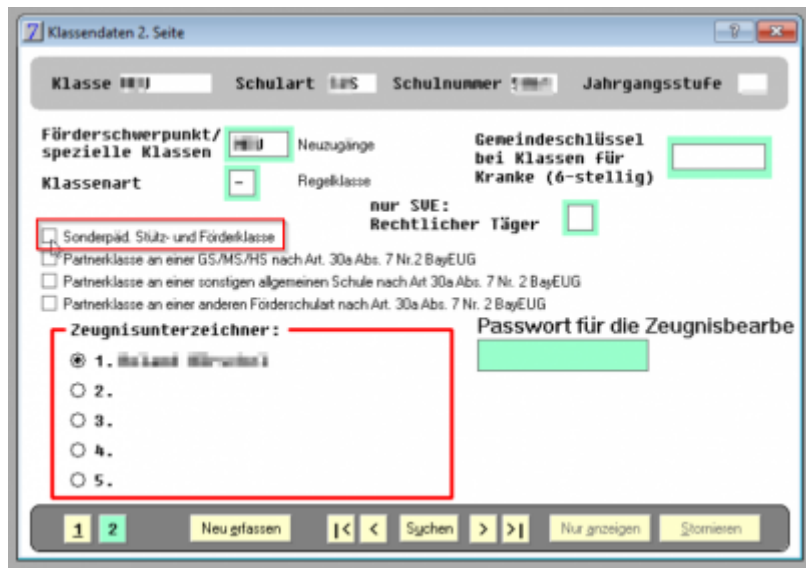 Klassendaten 2. Seite
Klasse Schulart Schulnummer Jahrgangsstufe
Förderschwerpunkt/ spezielle Klassen Neuzugänge
Gemeindeschlüssel bei Klassen für Kranke (6-stellig)
Klassenart - Regelklasse
nur SVE: Rechtlicher Täger
Sonderpäd. Stütz- und Förderklasse
Partnerklasse an einer GS/MS/HS nach Art. 30a Abs. 7 Nr.2 BayEUG
Partnerklasse an einer sonstigen allgemeinen Schule nach Art 30a Abs. 7 Nr. 2 BayEUG
Partnerklasse an einer anderen Förderschulart nach Art. 30a Abs. 7 Nr. 2 BayEUG
Zeugnisunterzeichner:
Passwort für die Zeugnisbearbe
1.
2.
3.
4.
5.
1 2 Neu erfassen |< < Suchen > >| Nur anzeigen Stornieren